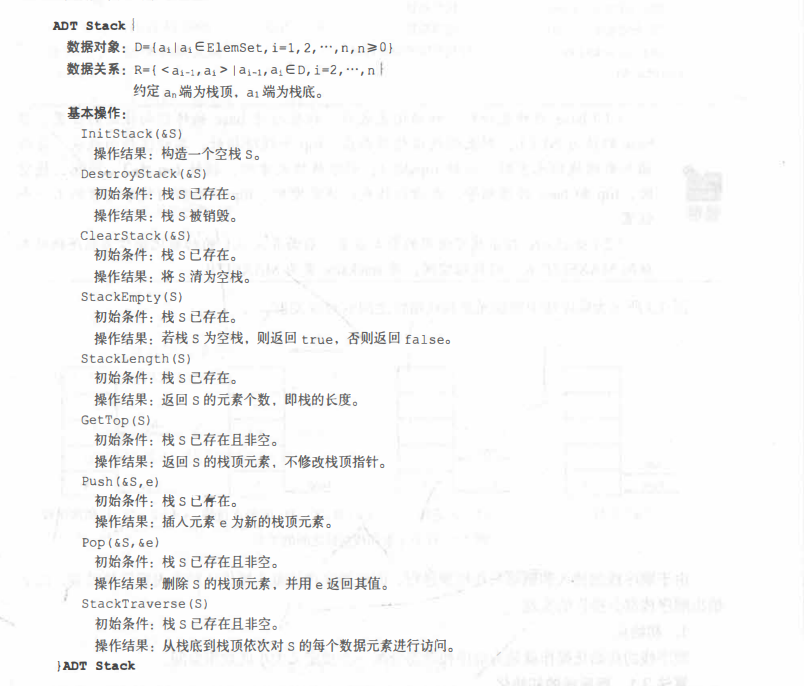 ADT Stack{
数据对象：D={ai|ai∈ElemSet,i=1,2,…,n,n≥0}
数据关系：R={<ai-1,ai>|ai-1,ai∈D,i=2,…,n}
约定 an 端为栈顶，a1 端为栈底。
基本操作：
InitStack(&S)
操作结果：构造一个空栈 S。
DestroyStack(&S)
初始条件：栈 S 已存在。
操作结果：栈 S 被销毁。
ClearStack(&S)
初始条件：栈 S 已存在。
操作结果：将 S 清为空栈。
StackEmpty(S)
初始条件：栈 S 已存在。
操作结果：若栈 S 为空栈，则返回 true，否则返回 false。
StackLength(S)
初始条件：栈 S 已存在。
操作结果：返回 S 的元素个数，即栈的长度。
GetTop(S)
初始条件：栈 S 已存在且非空。
操作结果：返回 S 的栈顶元素，不修改栈顶指针。
Push(&S,e)
初始条件：栈 S 已存在。
操作结果：插入元素 e 为新的栈顶元素。
Pop(&S,&e)
初始条件：栈 S 已存在且非空。
操作结果：删除 S 的栈顶元素，并用 e 返回其值。
StackTraverse(S)
初始条件：栈 S 已存在且非空。
操作结果：从栈底到栈顶依次对 S 的每个数据元素进行访问。
}ADT Stack